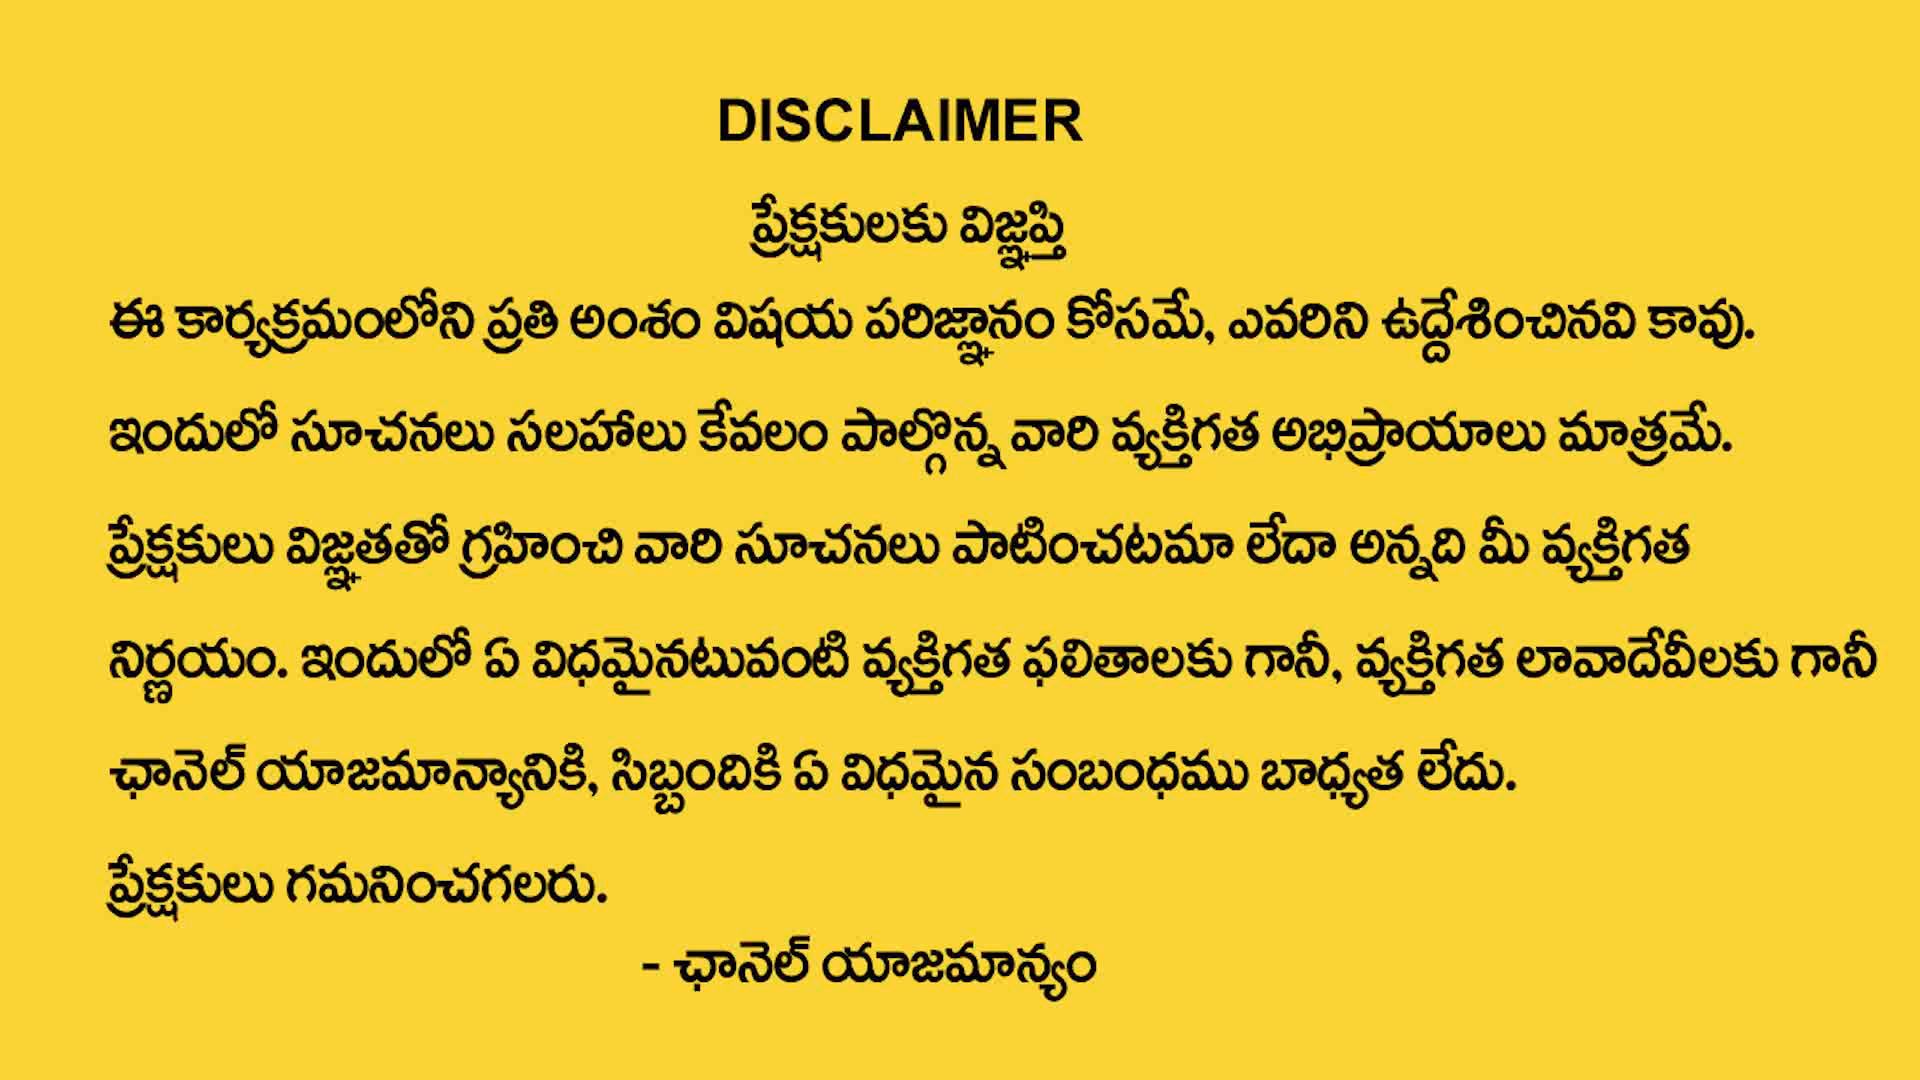 DISCLAIMER
ప్రేక్షకులకు విజ్ఞప్తి
ఈ కార్యక్రమంలోని ప్రతి అంశం విషయ పరిజ్ఞానం కోసమే, ఎవరిని ఉద్దేశించినవి కావు.
ఇందులో సూచనలు సలహాలు కేవలం పాల్గొన్న వారి వ్యక్తిగత అభిప్రాయాలు మాత్రమే.
ప్రేక్షకులు విజ్ఞతతో గ్రహించి వారి సూచనలు పాటించటమా లేదా అన్నది మీ వ్యక్తిగత
నిర్ణయం. ఇందులో ఏ విధమైనటువంటి వ్యక్తిగత ఫలితాలకు గానీ, వ్యక్తిగత లావాదేవీలకు గానీ
ఛానెల్ యాజమాన్యానికి, సిబ్బందికి ఏ విధమైన సంబంధము బాధ్యత లేదు.
ప్రేక్షకులు గమనించగలరు.
- ఛానెల్ యాజమాన్యం